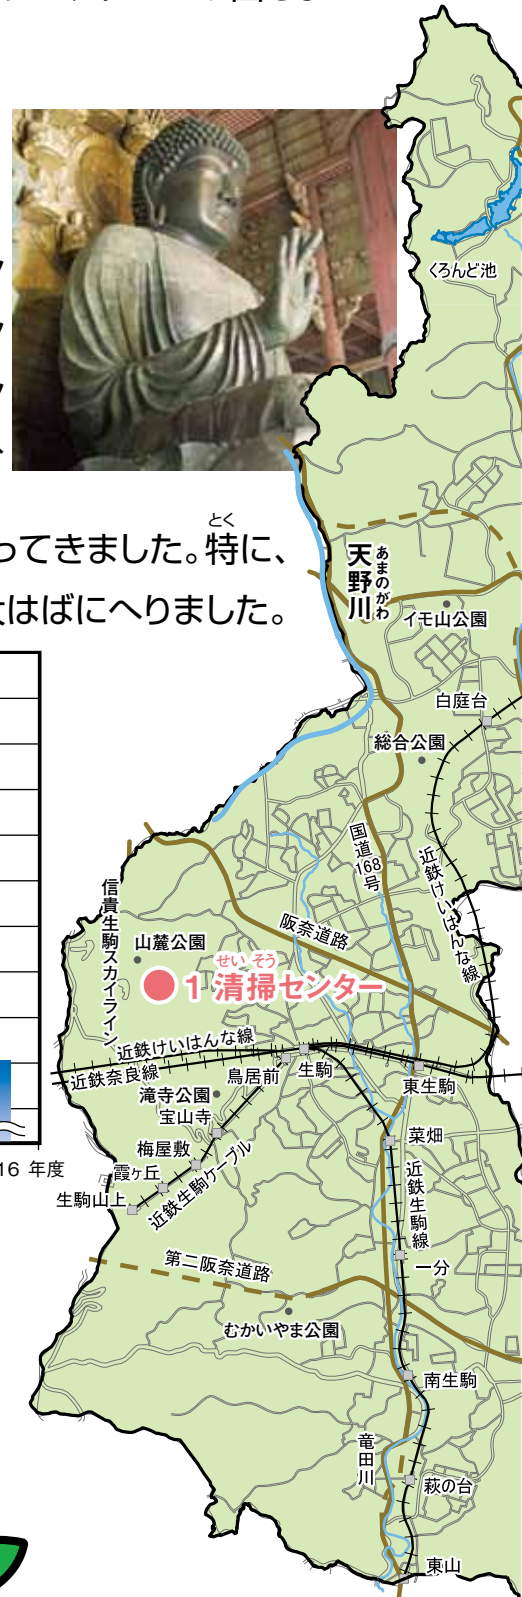 とく
ってきました。特に、
はばにへりました。
16 年度
くろんど池
あまのがわ
天野川
イモ山公園
白庭台
総合公園
国道168号
近鉄けいはんな線
信貴生駒スカイライン
阪奈道路
山麓公園
せい そう
1 清掃センター
近鉄けいはんな線
近鉄奈良線
鳥居前
生駒
東生駒
滝寺公園
宝山寺
菜畑
梅屋敷
霞ヶ丘
近鉄生駒ケーブル
生駒山上
近鉄生駒線
第二阪奈道路
一分
むかいやま公園
南生駒
竜田川
萩の台
東山